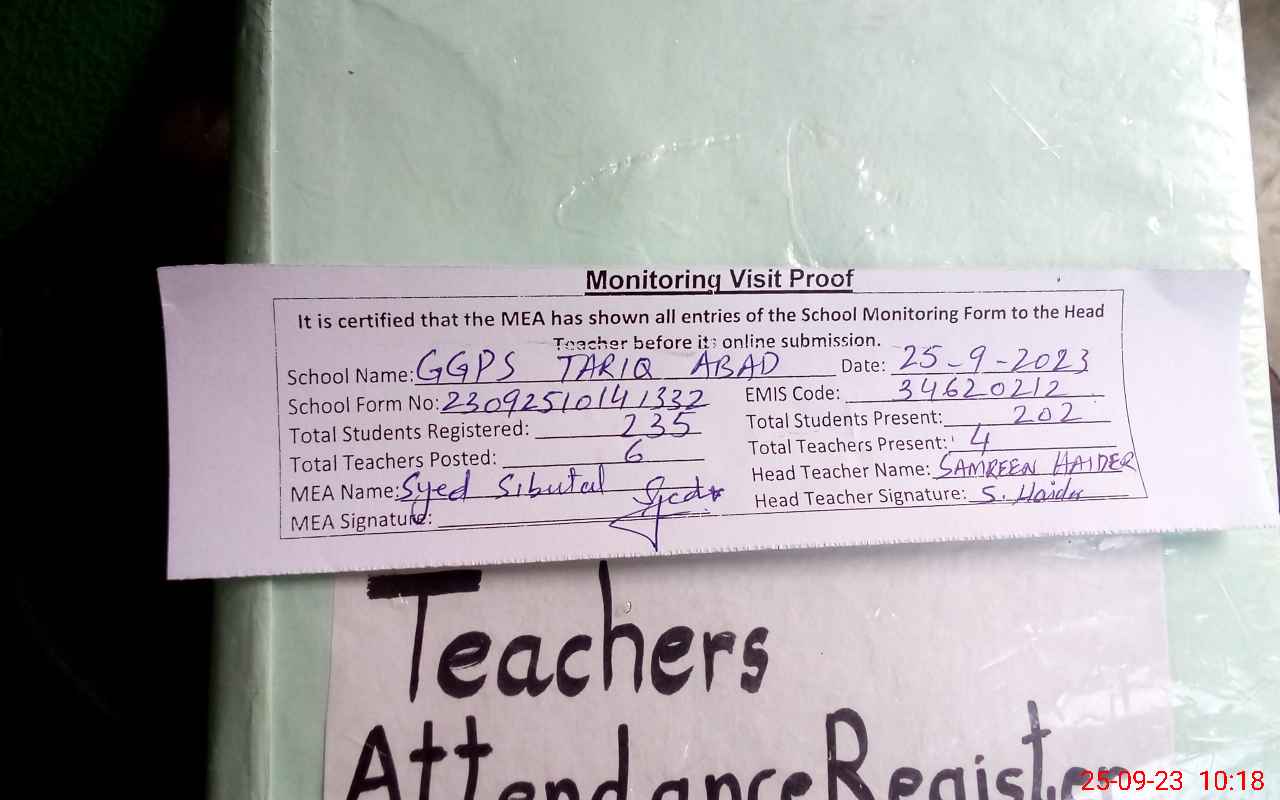 Monitoring Visit Proof
It is certified that the MEA has shown all entries of the School Monitoring Form to the Head
Teacher before its online submission.
School Name: GGPS TARIQ ABAD Date: 25-9-2023
School Form No: 23092510141332 EMIS Code: 34620212
Total Students Registered: 235 Total Students Present: 202
Total Teachers Posted: 6 Total Teachers Present: 4
MEA Name: Syed Sibutal Head Teacher Name: SAMREEN HAIDER
MEA Signature: Head Teacher Signature: S. Haider
Teachers
Attendance Register
25-09-23 10:18